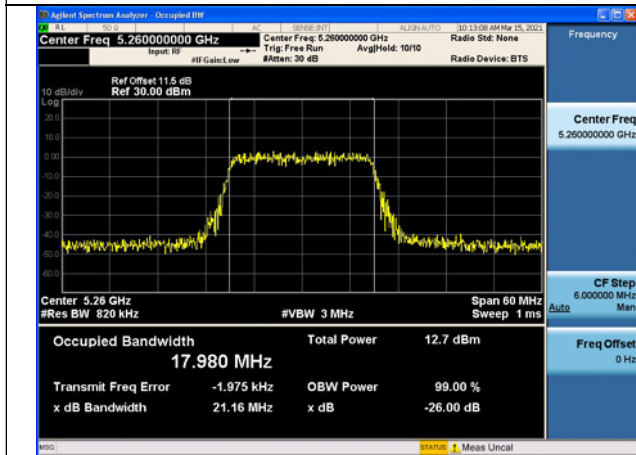 Agilent Spectrum Analyzer - Occupied BW
RL 50 Ω AC SENSE:INT ALIGN AUTO 10:13:08 AM Mar 15, 2021
Center Freq 5.260000000 GHz
Input: RF
#IFGain:Low
Center Freq: 5.260000000 GHz
Trig: Free Run Avg|Hold: 10/10
#Atten: 30 dB
Radio Std: None
Radio Device: BTS
Frequency
Ref Offset 11.5 dB
10 dB/div Ref 30.00 dBm
Log
20.0
10.0
0.00
-10.0
-20.0
-30.0
-40.0
-50.0
-60.0
Center Freq
5.260000000 GHz
Center 5.26 GHz Span 60 MHz
#Res BW 820 kHz #VBW 3 MHz Sweep 1 ms
CF Step
6.000000 MHz
Auto Man
Occupied Bandwidth Total Power 12.7 dBm
17.980 MHz
Transmit Freq Error -1.975 kHz OBW Power 99.00 %
x dB Bandwidth 21.16 MHz x dB -26.00 dB
Freq Offset
0 Hz
MSG STATUS Meas Uncal